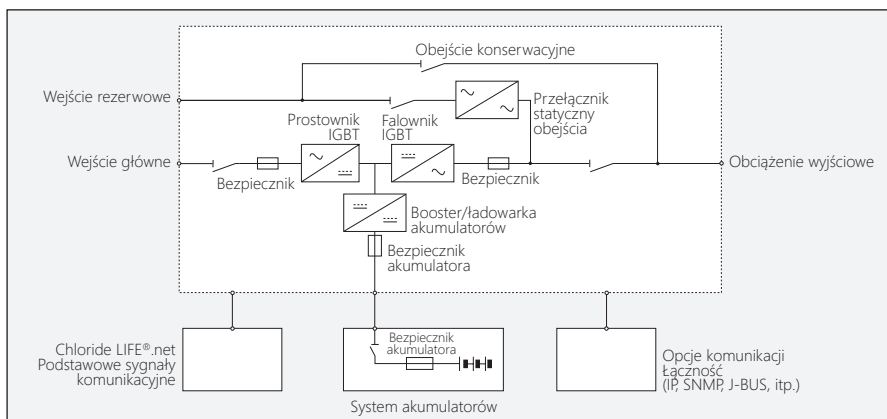 Obejście konserwacyjne
Wejście rezerwowe
Przełącznik
statyczny
obejścia
Prostownik
IGBT
Falownik
IGBT
Wejście główne
Bezpiecznik
Bezpiecznik
Obciążenie wyjściowe
Booster/ładowarka
akumulatorów
Bezpiecznik
akumulatora
Chloride LIFE®.net
Podstawowe sygnały
komunikacyjne
Bezpiecznik
akumulatora
System akumulatorów
Opcje komunikacji
Łączność
(IP, SNMP, J-BUS, itp.)